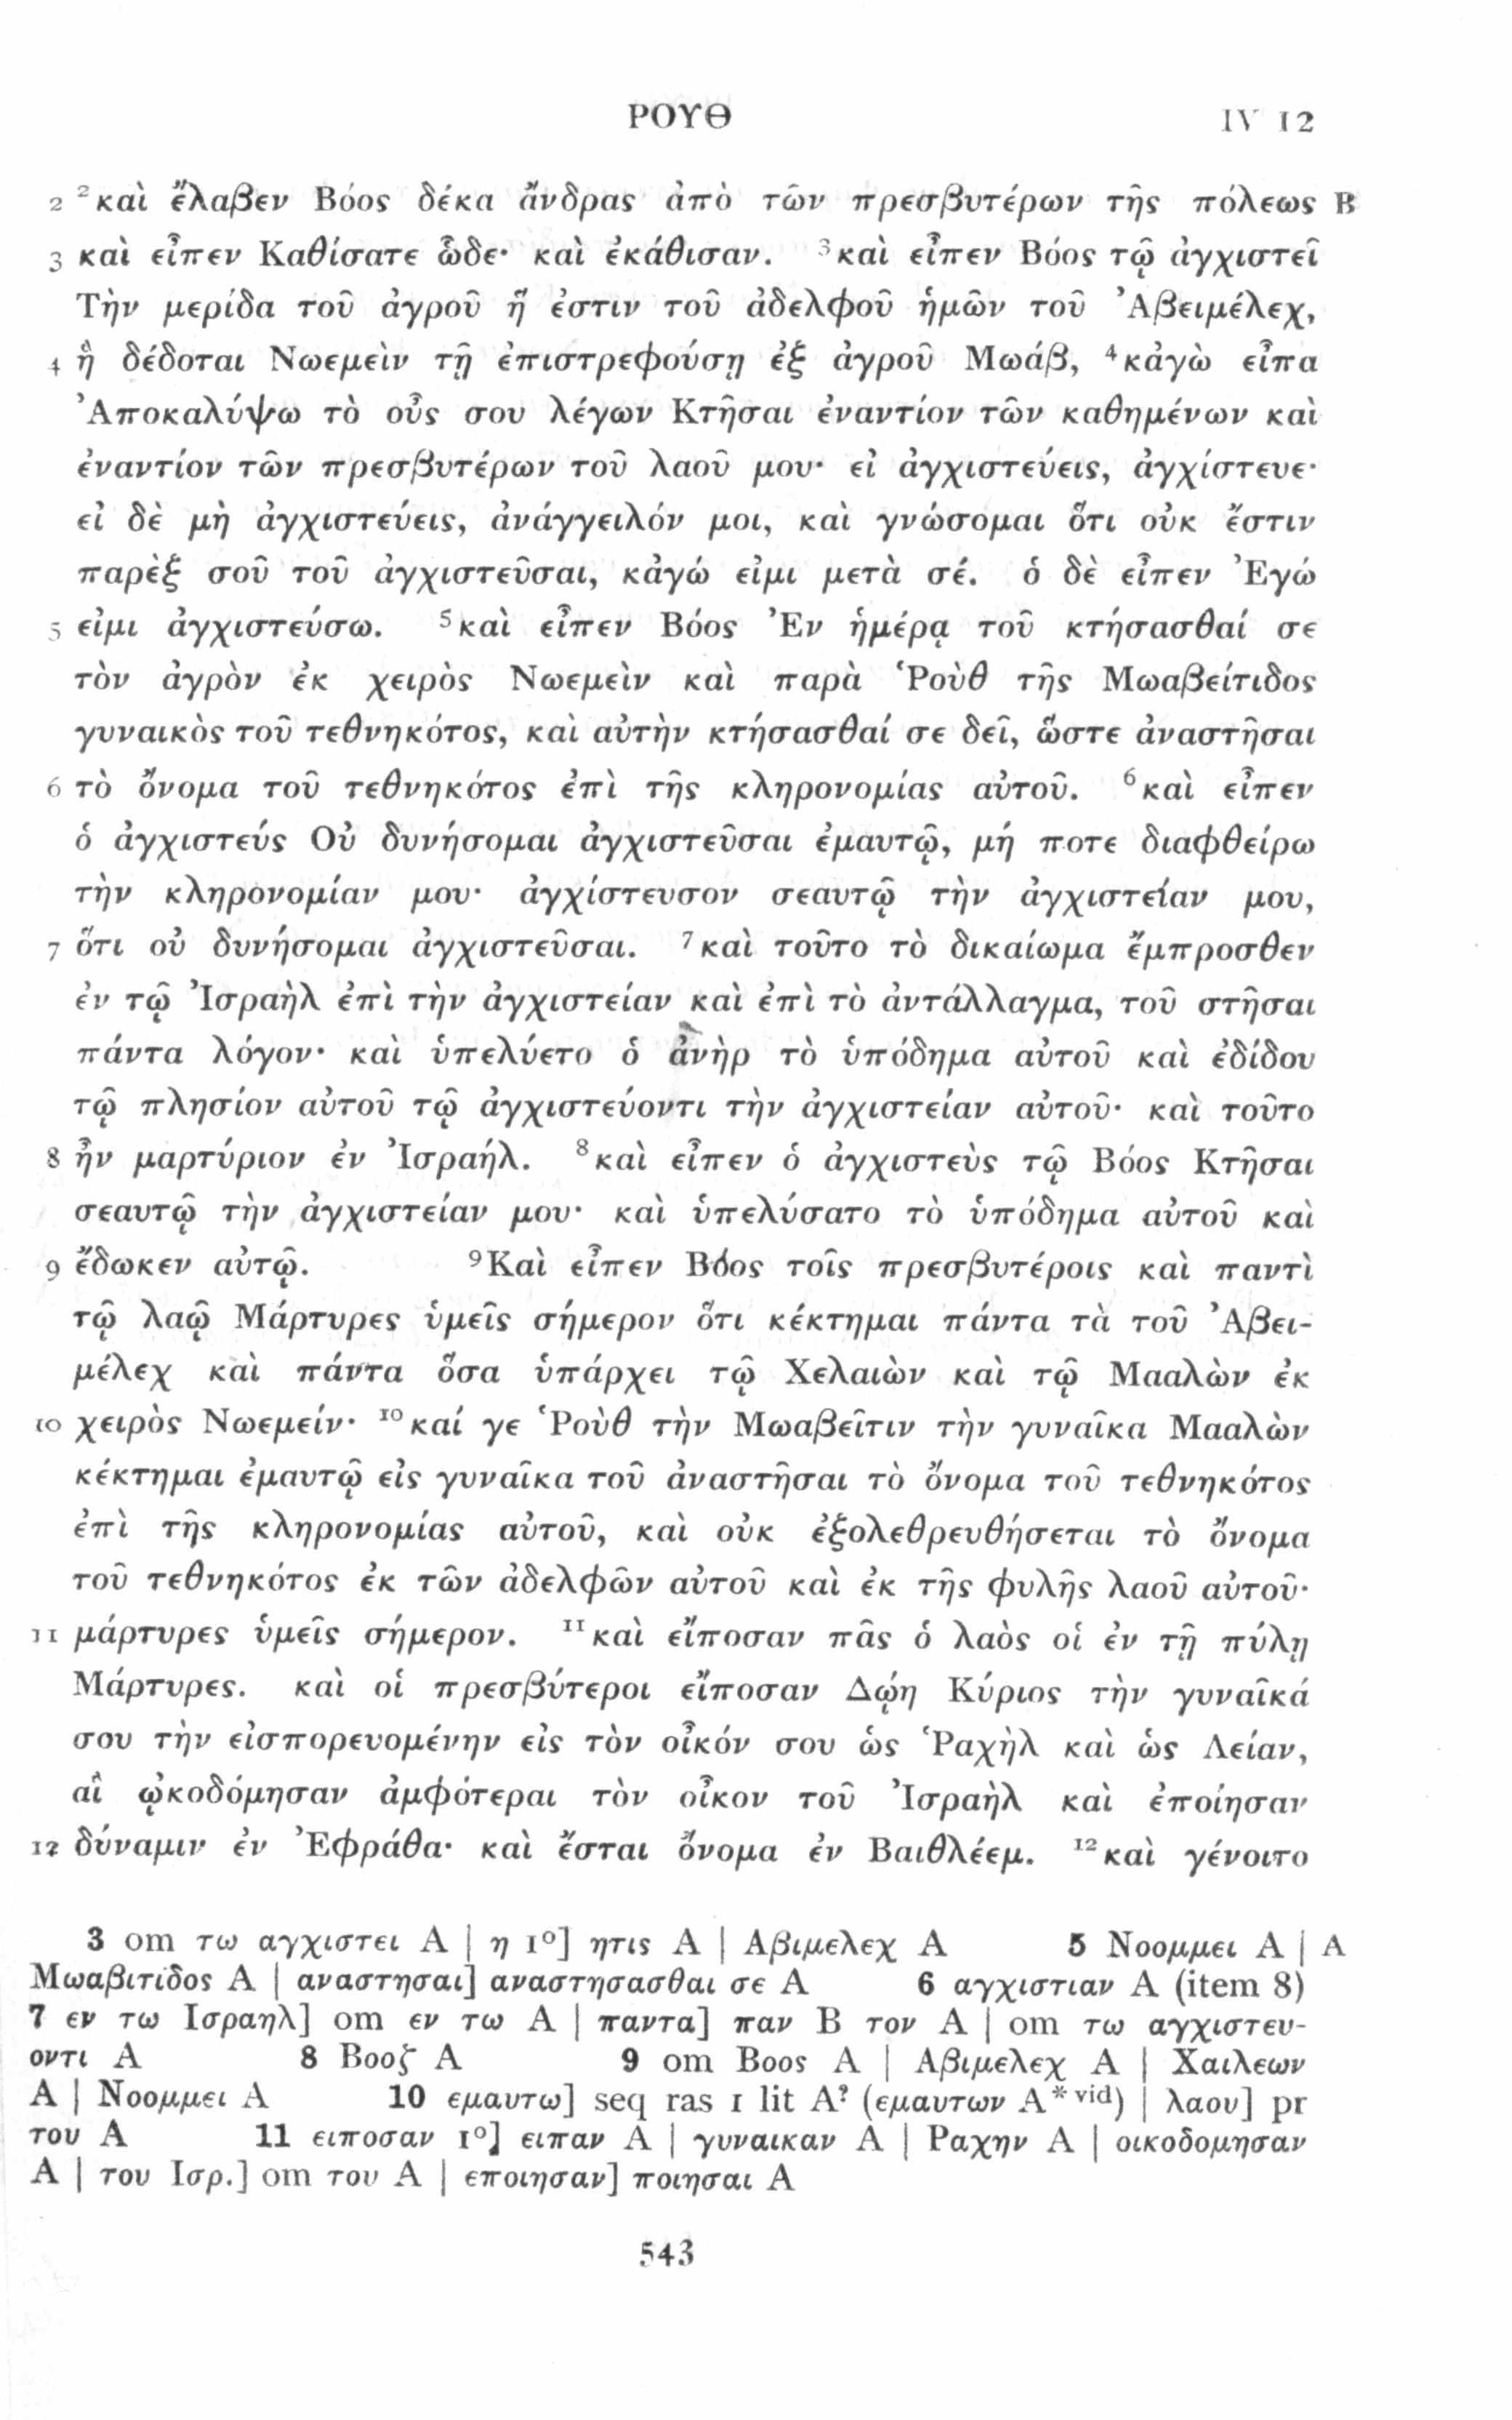 ΡΟΥΘ IV 12
2 ²καὶ ἔλαβεν Βόος δέκα ἄνδρας ἀπὸ τῶν πρεσβυτέρων τῆς πόλεως B
3 καὶ εἶπεν Καθίσατε ὧδε· καὶ ἐκάθισαν. ³καὶ εἶπεν Βόος τῷ ἀγχιστεῖ
Τὴν μερίδα τοῦ ἀγροῦ ἥ ἐστιν τοῦ ἀδελφοῦ ἡμῶν τοῦ Ἀβειμέλεχ,
4 ἣ δέδοται Νωεμεὶν τῇ ἐπιστρεφούσῃ ἐξ ἀγροῦ Μωάβ, ⁴κἀγὼ εἶπα
Ἀποκαλύψω τὸ οὖς σου λέγων Κτῆσαι ἐναντίον τῶν καθημένων καὶ
ἐναντίον τῶν πρεσβυτέρων τοῦ λαοῦ μου· εἰ ἀγχιστεύεις, ἀγχίστευε·
εἰ δὲ μὴ ἀγχιστεύεις, ἀνάγγειλόν μοι, καὶ γνώσομαι ὅτι οὐκ ἔστιν
παρὲξ σοῦ τοῦ ἀγχιστεῦσαι, κἀγώ εἰμι μετὰ σέ. ὁ δὲ εἶπεν Ἐγώ
5 εἰμι ἀγχιστεύσω. ⁵καὶ εἶπεν Βόος Ἐν ἡμέρᾳ τοῦ κτήσασθαί σε
τὸν ἀγρὸν ἐκ χειρὸς Νωεμεὶν καὶ παρὰ Ῥοὺθ τῆς Μωαβείτιδος
γυναικὸς τοῦ τεθνηκότος, καὶ αὐτὴν κτήσασθαί σε δεῖ, ὥστε ἀναστῆσαι
6 τὸ ὄνομα τοῦ τεθνηκότος ἐπὶ τῆς κληρονομίας αὐτοῦ. ⁶καὶ εἶπεν
ὁ ἀγχιστεύς Οὐ δυνήσομαι ἀγχιστεῦσαι ἐμαυτῷ, μή ποτε διαφθείρω
τὴν κληρονομίαν μου· ἀγχίστευσον σεαυτῷ τὴν ἀγχιστείαν μου,
7 ὅτι οὐ δυνήσομαι ἀγχιστεῦσαι. ⁷καὶ τοῦτο τὸ δικαίωμα ἔμπροσθεν
ἐν τῷ Ἰσραὴλ ἐπὶ τὴν ἀγχιστείαν καὶ ἐπὶ τὸ ἀντάλλαγμα, τοῦ στῆσαι
πάντα λόγον· καὶ ὑπελύετο ὁ ἀνὴρ τὸ ὑπόδημα αὐτοῦ καὶ ἐδίδου
τῷ πλησίον αὐτοῦ τῷ ἀγχιστεύοντι τὴν ἀγχιστείαν αὐτοῦ· καὶ τοῦτο
8 ἦν μαρτύριον ἐν Ἰσραήλ. ⁸καὶ εἶπεν ὁ ἀγχιστεὺς τῷ Βόος Κτῆσαι
σεαυτῷ τὴν ἀγχιστείαν μου· καὶ ὑπελύσατο τὸ ὑπόδημα αὐτοῦ καὶ
9 ἔδωκεν αὐτῷ. ⁹Καὶ εἶπεν Βόος τοῖς πρεσβυτέροις καὶ παντὶ
τῷ λαῷ Μάρτυρες ὑμεῖς σήμερον ὅτι κέκτημαι πάντα τὰ τοῦ Ἀβει-
μέλεχ καὶ πάντα ὅσα ὑπάρχει τῷ Χελαιὼν καὶ τῷ Μααλὼν ἐκ
10 χειρὸς Νωεμείν· ¹⁰καί γε Ῥοὺθ τὴν Μωαβεῖτιν τὴν γυναῖκα Μααλὼν
κέκτημαι ἐμαυτῷ εἰς γυναῖκα τοῦ ἀναστῆσαι τὸ ὄνομα τοῦ τεθνηκότος
ἐπὶ τῆς κληρονομίας αὐτοῦ, καὶ οὐκ ἐξολεθρευθήσεται τὸ ὄνομα
τοῦ τεθνηκότος ἐκ τῶν ἀδελφῶν αὐτοῦ καὶ ἐκ τῆς φυλῆς λαοῦ αὐτοῦ·
11 μάρτυρες ὑμεῖς σήμερον. ¹¹καὶ εἴποσαν πᾶς ὁ λαὸς οἱ ἐν τῇ πύλῃ
Μάρτυρες. καὶ οἱ πρεσβύτεροι εἴποσαν Δῴη Κύριος τὴν γυναῖκά
σου τὴν εἰσπορευομένην εἰς τὸν οἶκόν σου ὡς Ῥαχὴλ καὶ ὡς Λείαν,
αἳ ᾠκοδόμησαν ἀμφότεραι τὸν οἶκον τοῦ Ἰσραὴλ καὶ ἐποίησαν
12 δύναμιν ἐν Ἐφράθα· καὶ ἔσται ὄνομα ἐν Βαιθλέεμ. ¹²καὶ γένοιτο
3 om τω αγχιστει A | η 1°] ητις A | Αβιμελεχ A 5 Νοομμει A | A
Μωαβιτιδος A | αναστησαι] αναστησασθαι σε A 6 αγχιστιαν A (item 8)
7 εν τω Ισραηλ] om εν τω A | παντα] παν B τον A | om τω αγχιστευ-
οντι A 8 Βοοζ A 9 om Βοος A | Αβιμελεχ A | Χαιλεων
A | Νοομμει A 10 εμαυτω] seq ras 1 lit A? (εμαυτων A*vid) | λαου] pr
του A 11 ειποσαν 1°] ειπαν A | γυναικαν A | Ραχην A | οικοδομησαν
A | του Ισρ.] om του A | εποιησαν] ποιησαι A
543